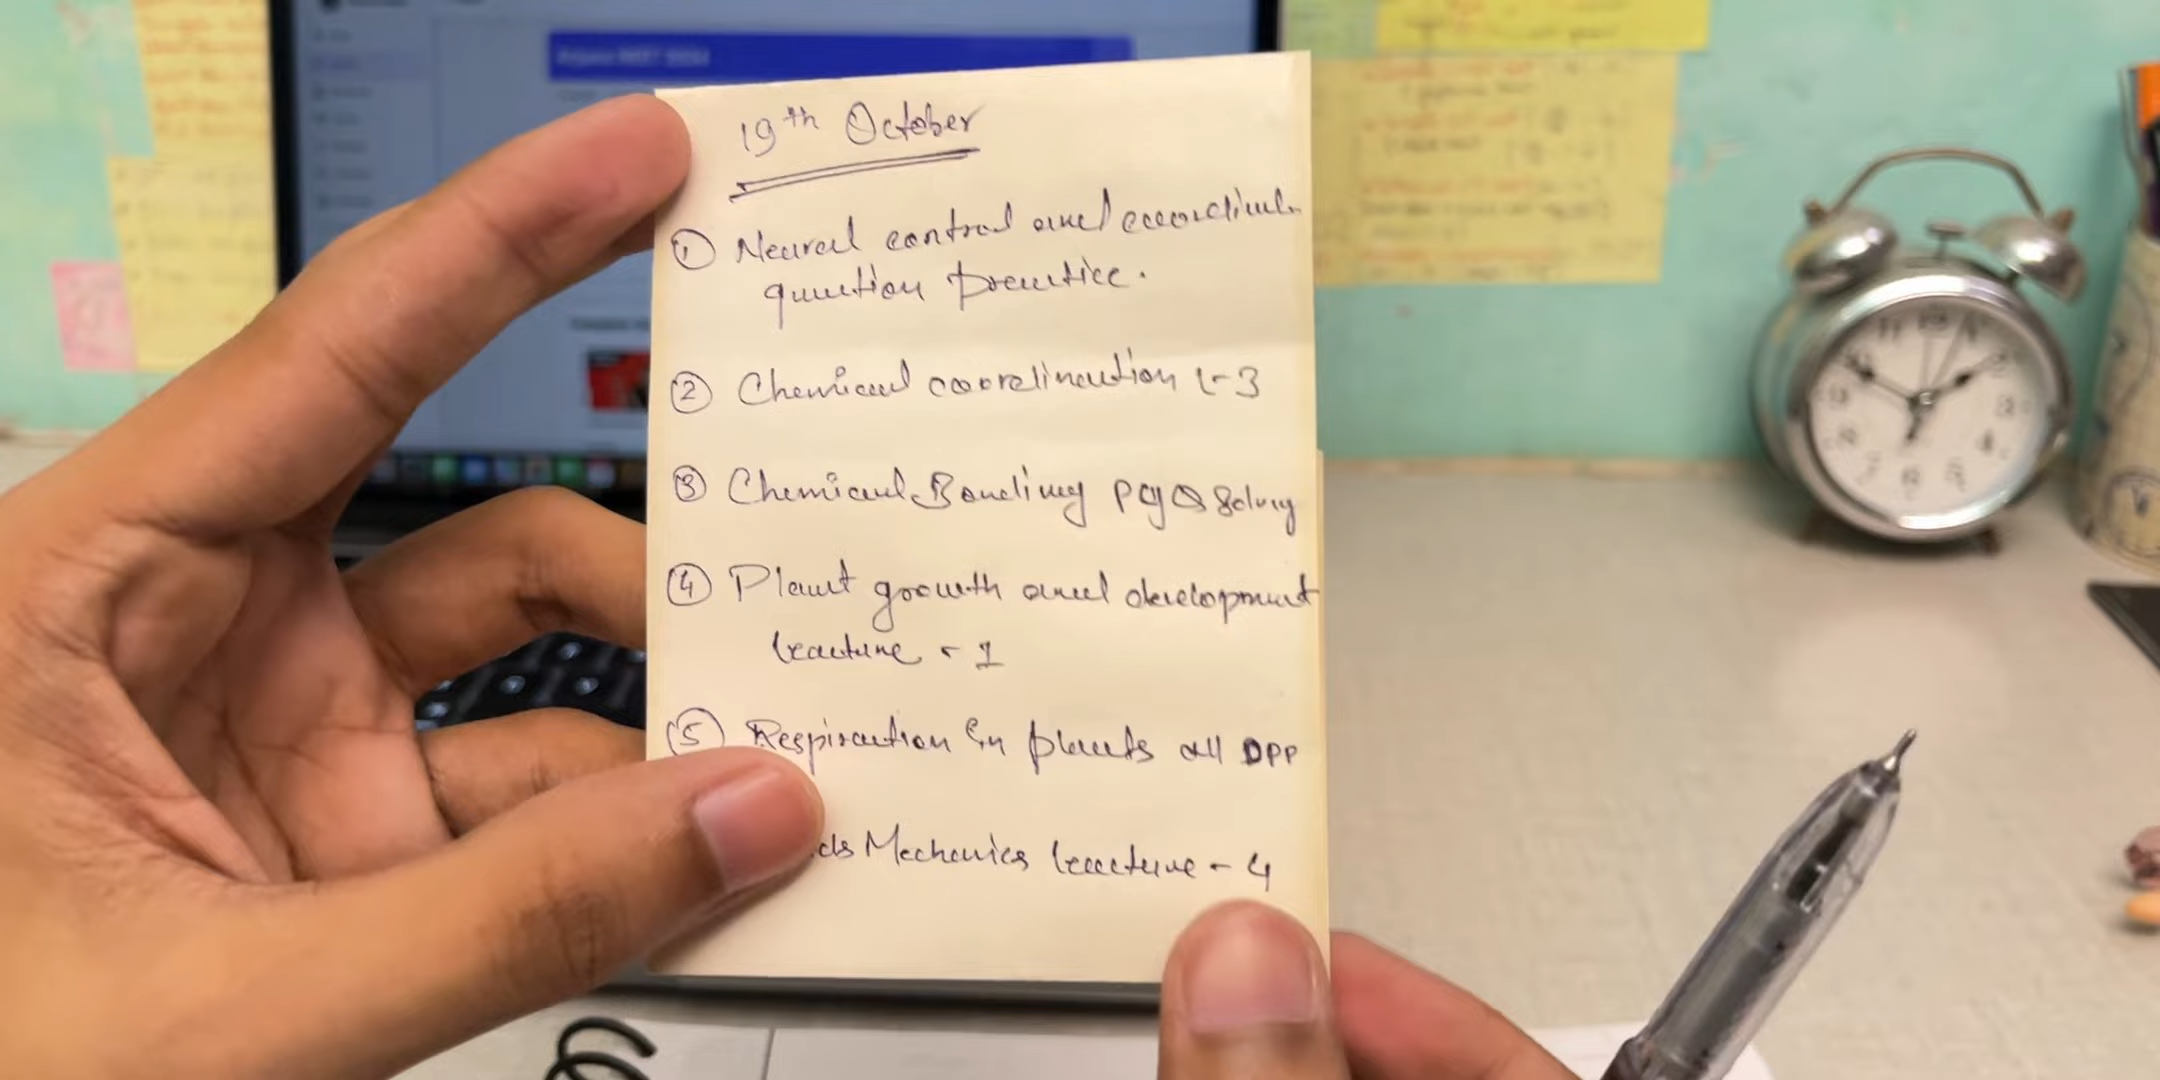 19th October
① Neural control and coordination
question practice.
② Chemical coordination L-3
③ Chemical Bonding PYQ Solving
④ Plant growth and development
lecture - 1
⑤ Respiration in plants all DPP
Mechanics lecture - 4